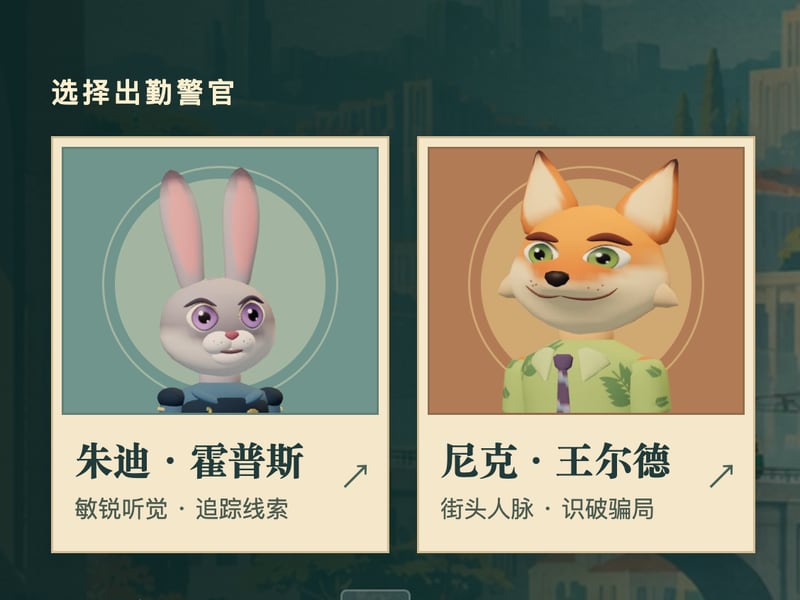 选择出勤警官
朱迪·霍普斯
敏锐听觉 · 追踪线索
尼克·王尔德
街头人脉 · 识破骗局